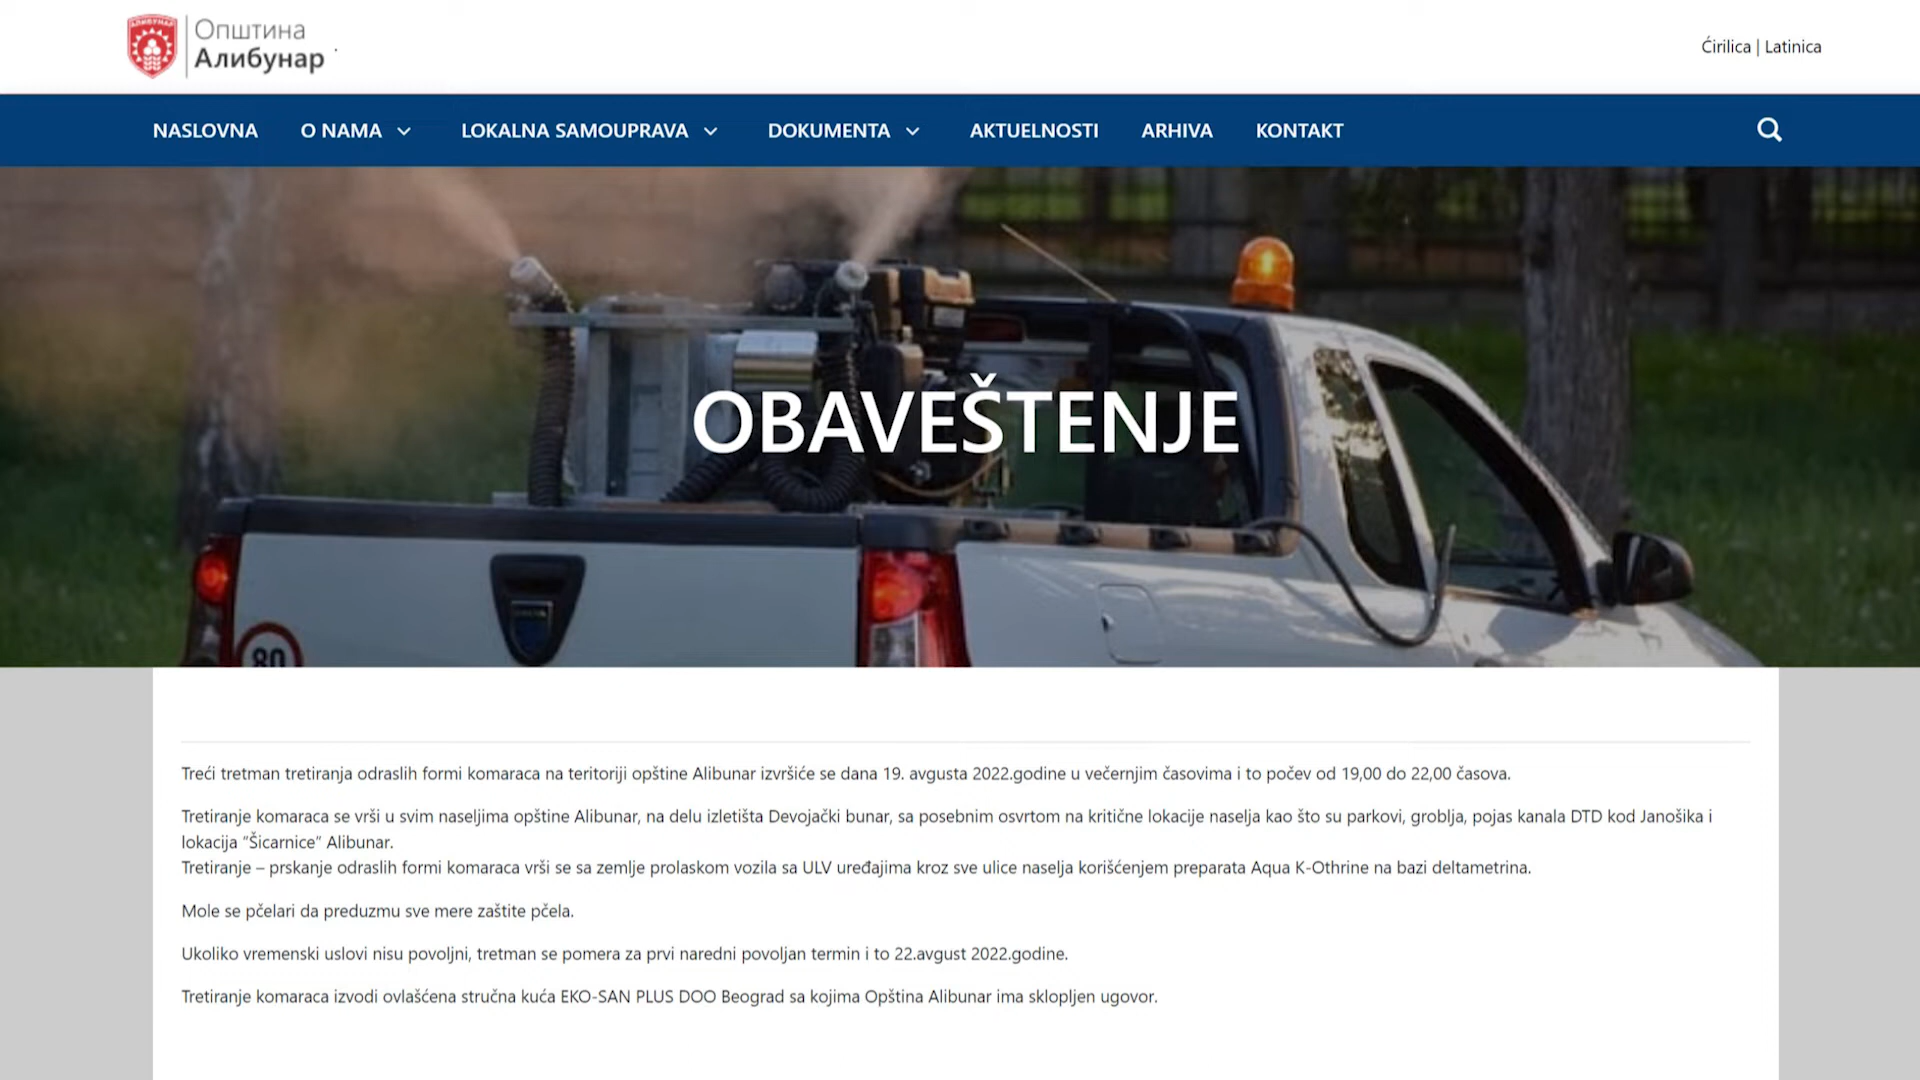 Општина
Алибунар
Ćirilica | Latinica
NASLOVNA
O NAMA
LOKALNA SAMOUPRAVA
DOKUMENTA
AKTUELNOSTI
ARHIVA
KONTAKT
OBAVEŠTENJE
80
Treći tretman tretiranja odraslih formi komaraca na teritoriji opštine Alibunar izvršiće se dana 19. avgusta 2022.godine u večernjim časovima i to počev od 19,00 do 22,00 časova.
Tretiranje komaraca se vrši u svim naseljima opštine Alibunar, na delu izletišta Devojački bunar, sa posebnim osvrtom na kritične lokacije naselja kao što su parkovi, groblja, pojas kanala DTD kod Janošika i
lokacija “Šicarnice” Alibunar.
Tretiranje – prskanje odraslih formi komaraca vrši se sa zemlje prolaskom vozila sa ULV uređajima kroz sve ulice naselja korišćenjem preparata Aqua K-Othrine na bazi deltametrina.
Mole se pčelari da preduzmu sve mere zaštite pčela.
Ukoliko vremenski uslovi nisu povoljni, tretman se pomera za prvi naredni povoljan termin i to 22.avgust 2022.godine.
Tretiranje komaraca izvodi ovlašćena stručna kuća EKO-SAN PLUS DOO Beograd sa kojima Opština Alibunar ima sklopljen ugovor.